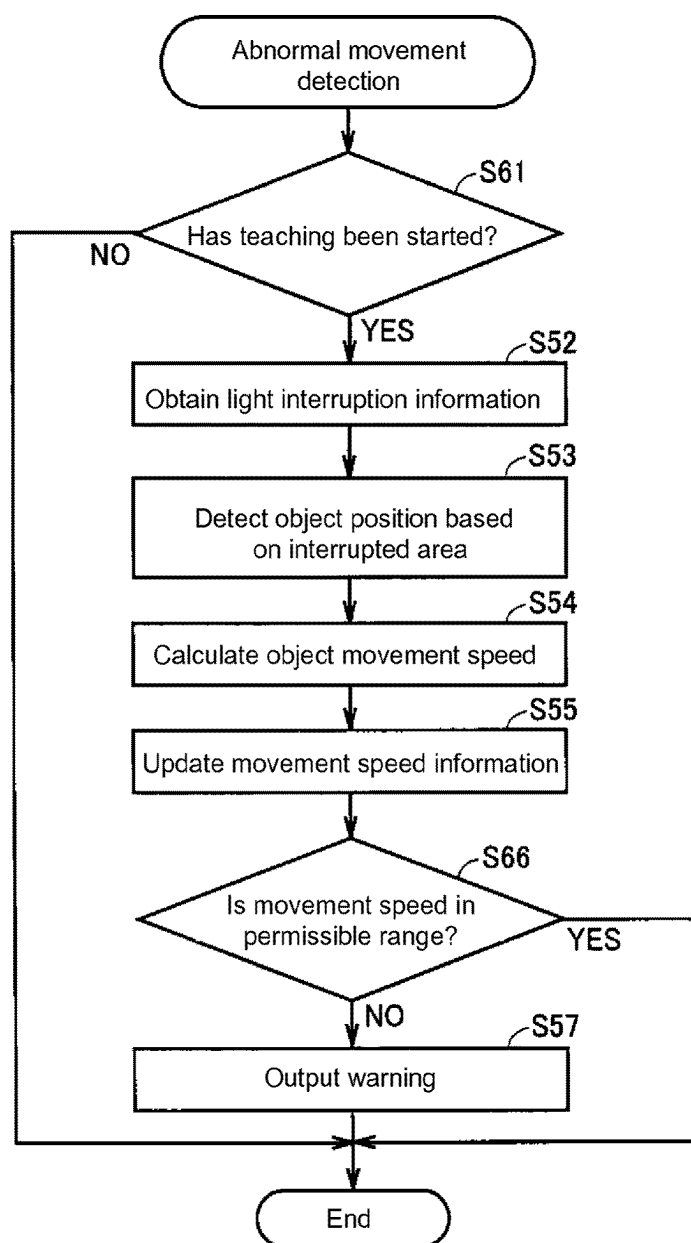 Abnormal movement
detection
S61
Has teaching been started?
NO
YES
S52
Obtain light interruption information
S53
Detect object position based
on interrupted area
S54
Calculate object movement speed
S55
Update movement speed information
S66
Is movement speed in
permissible range?
YES
NO
S57
Output warning
End